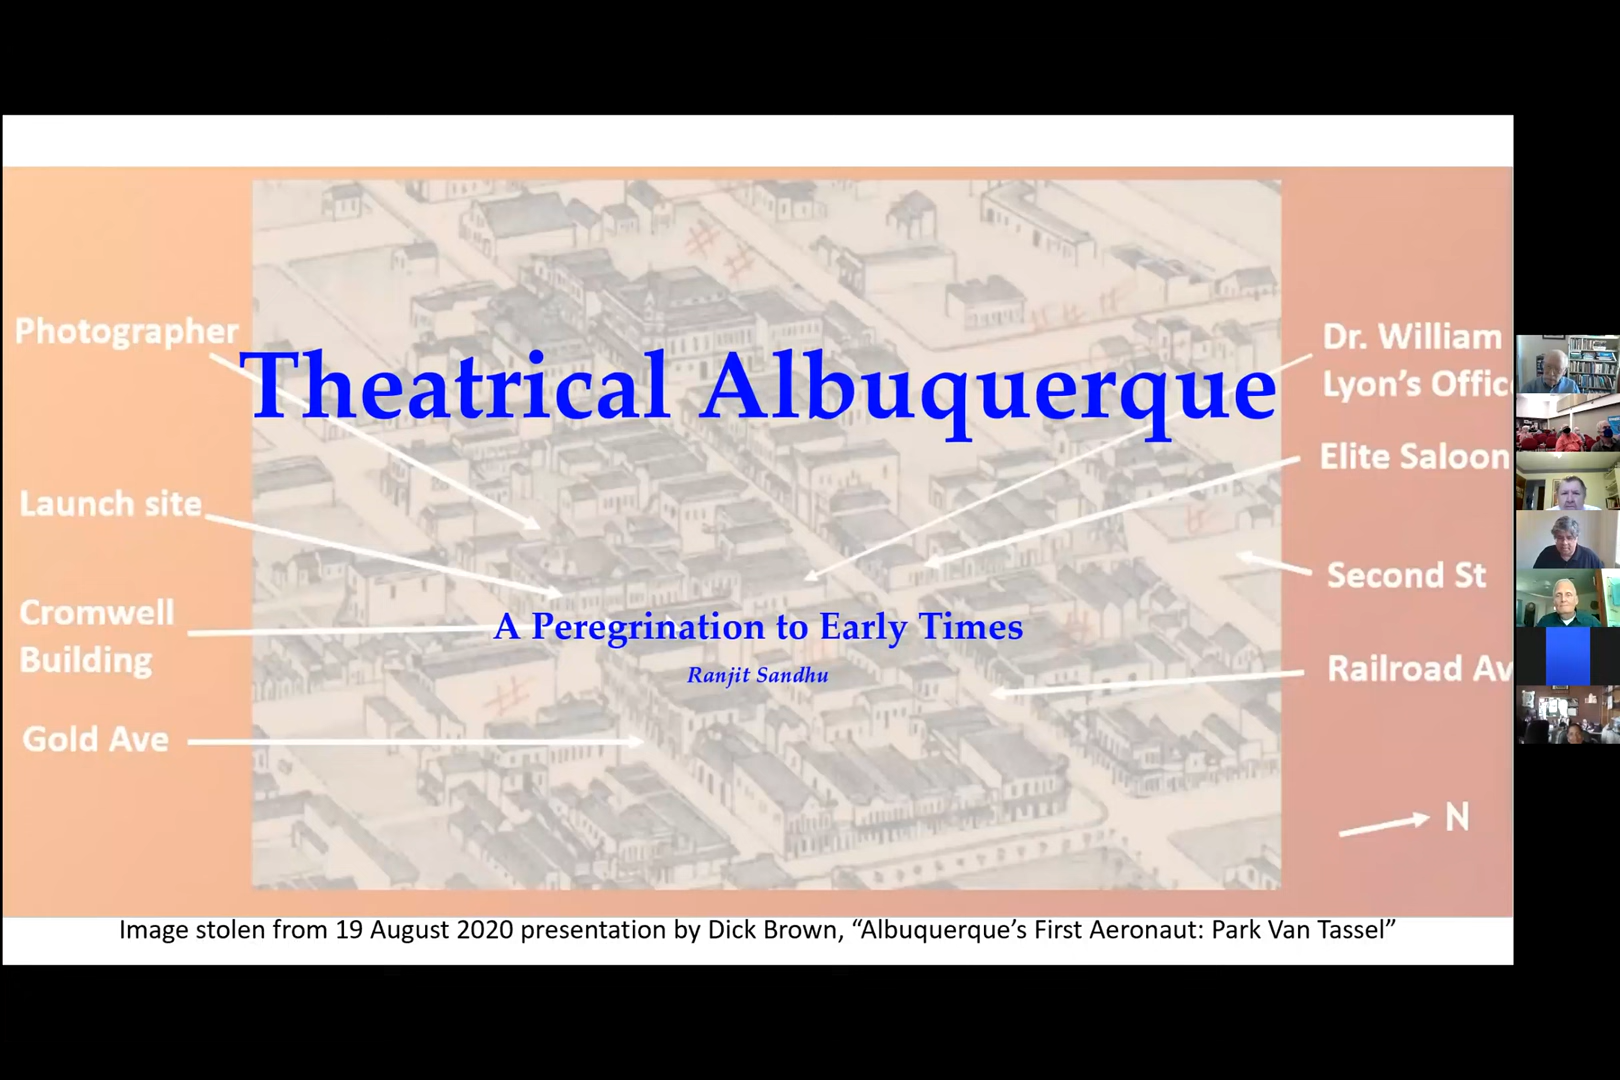 Theatrical Albuquerque
A Peregrination to Early Times
Ranjit Sandhu
Photographer
Launch site
Cromwell
Building
Gold Ave
Dr. William
Lyon's Offic
Elite Saloon
Second St
Railroad Av
N
Image stolen from 19 August 2020 presentation by Dick Brown, “Albuquerque’s First Aeronaut: Park Van Tassel”